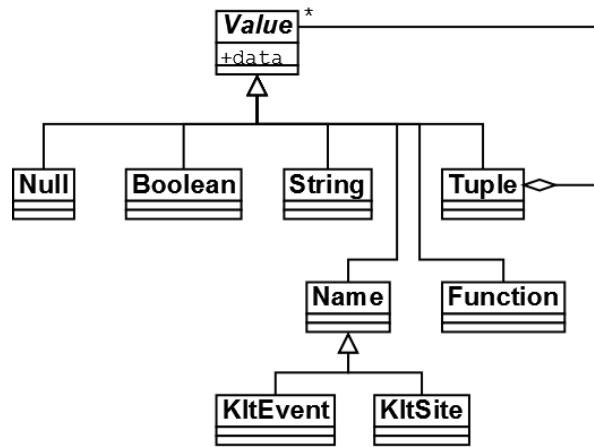 Value *
+data
Null Boolean String Tuple
Name Function
KltEvent KltSite